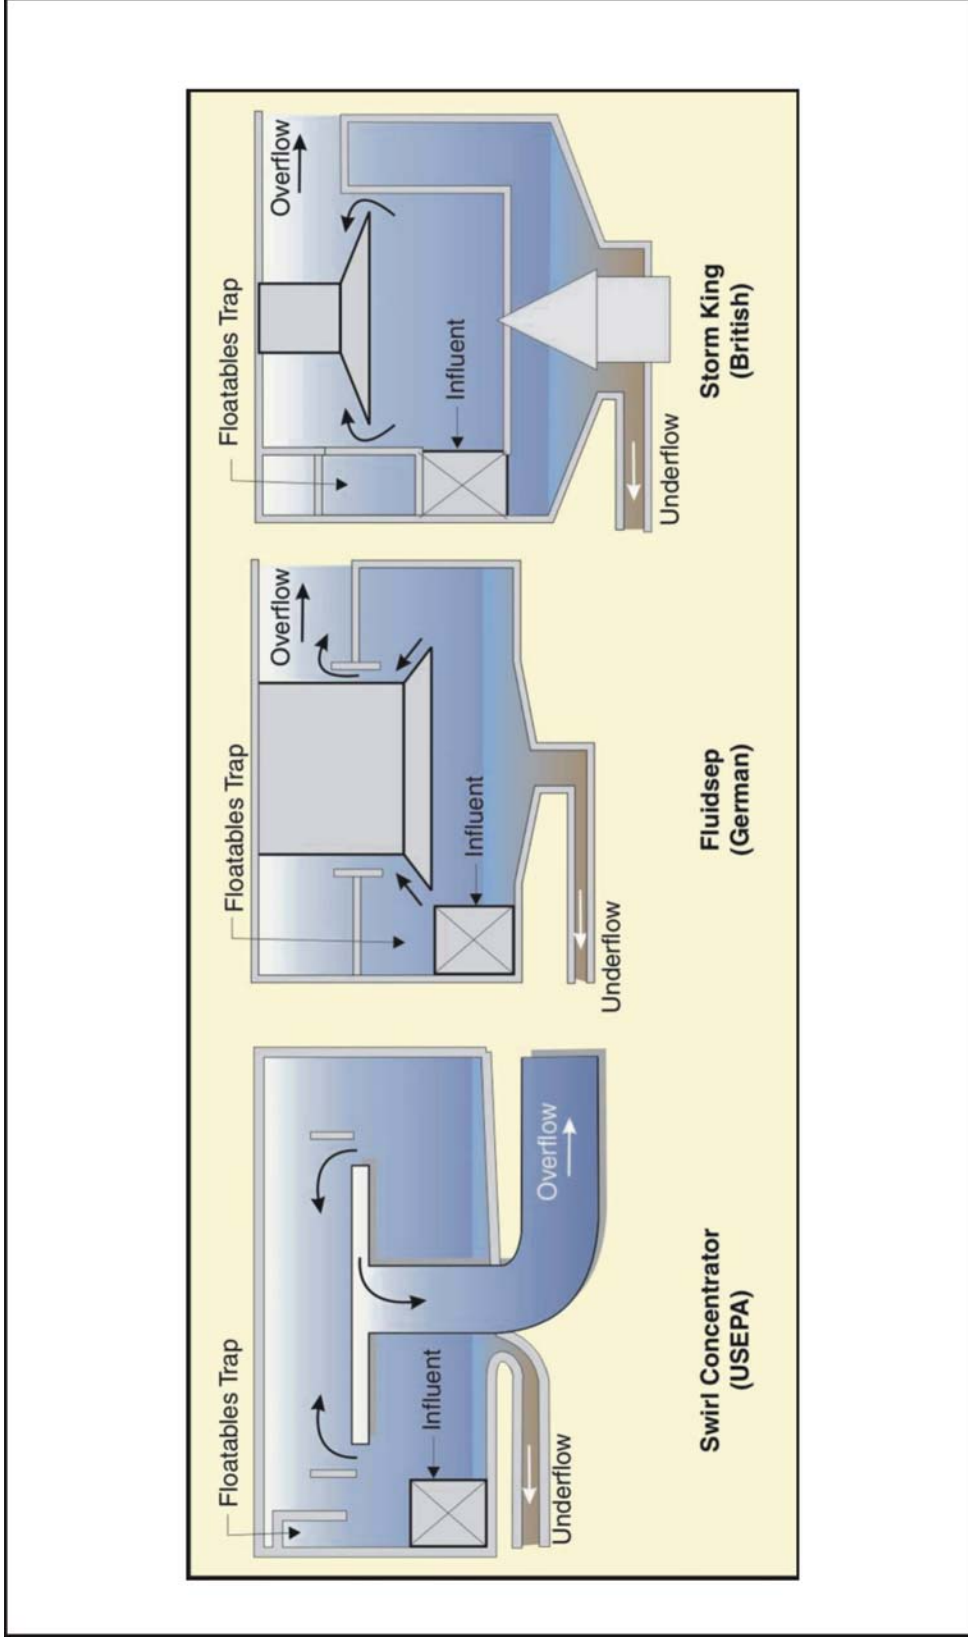 Floatables Trap
Influent
Overflow
Underflow
Swirl Concentrator
(USEPA)
Floatables Trap
Overflow
Influent
Underflow
Fluidsep
(German)
Floatables Trap
Overflow
Influent
Underflow
Storm King
(British)